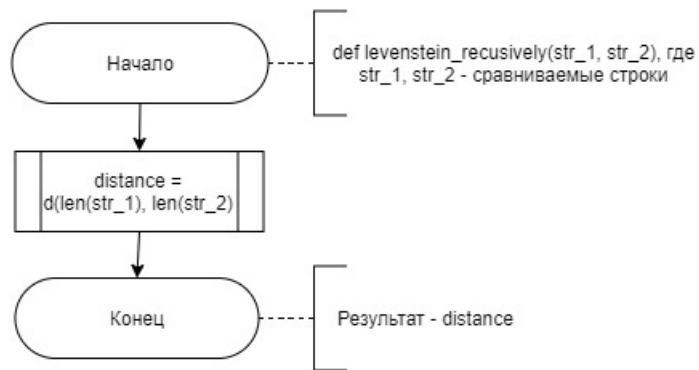 Начало
def levenstein_recusively(str_1, str_2), где
str_1, str_2 - сравниваемые строки
distance =
d(len(str_1), len(str_2)
Конец
Результат - distance